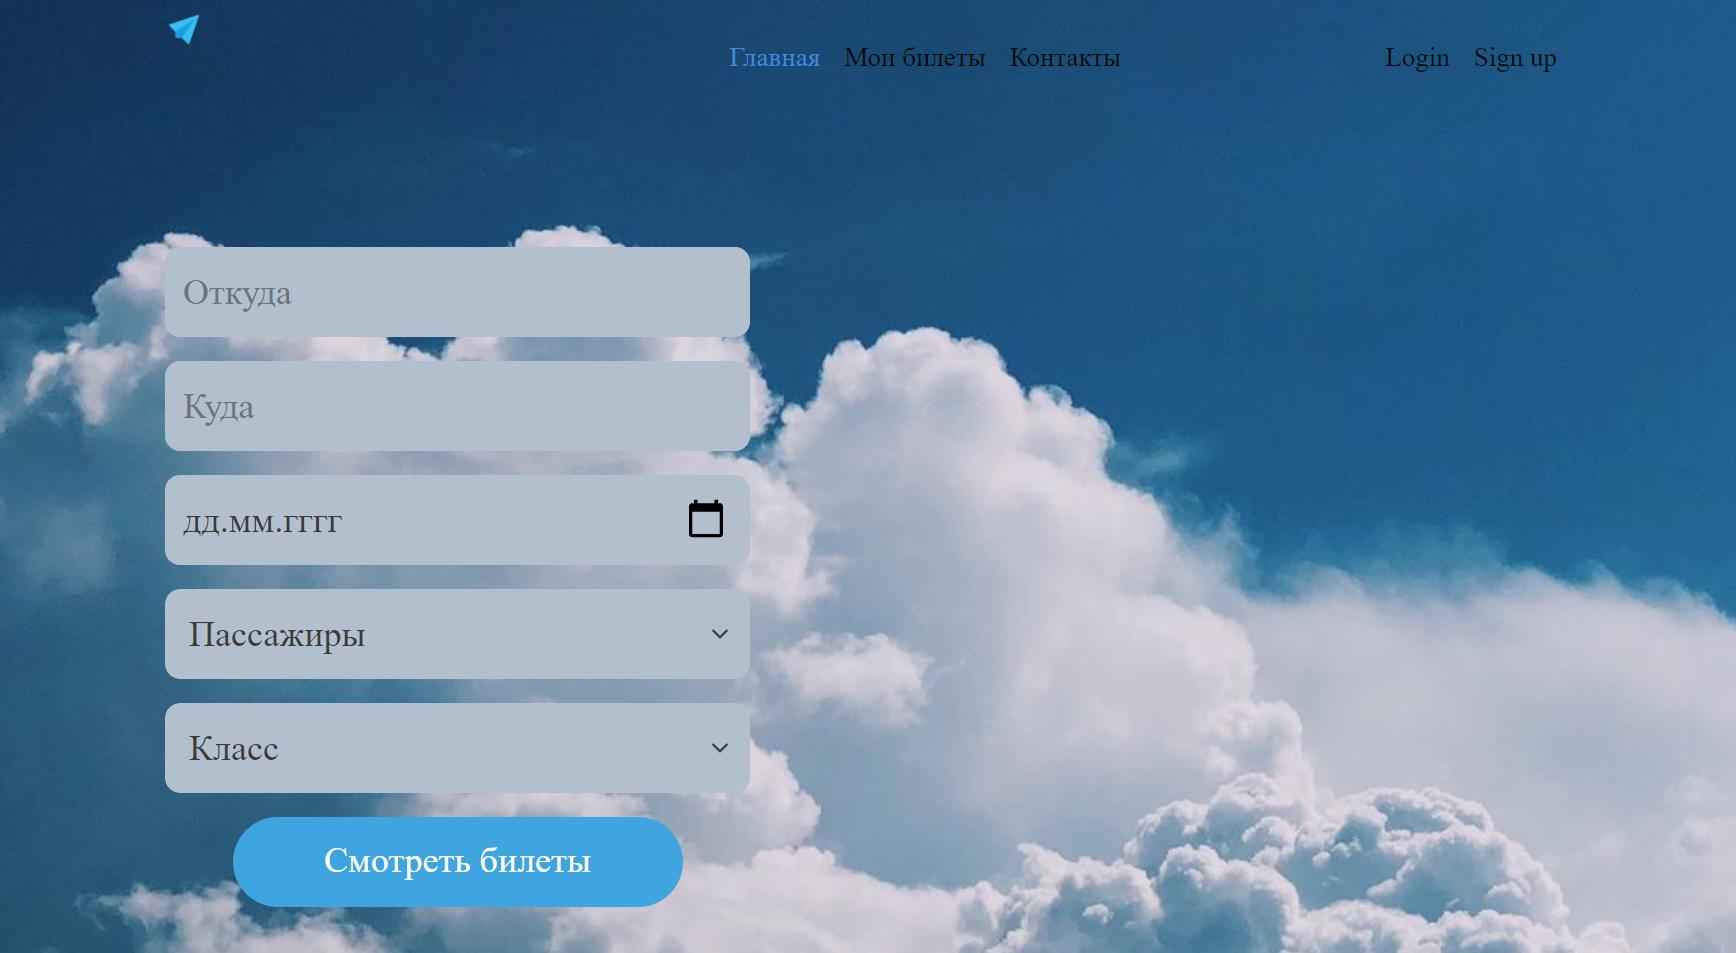 Главная Мои билеты Контакты Login Sign up
Откуда
Куда
дд.мм.гггг
Пассажиры
Класс
Смотреть билеты